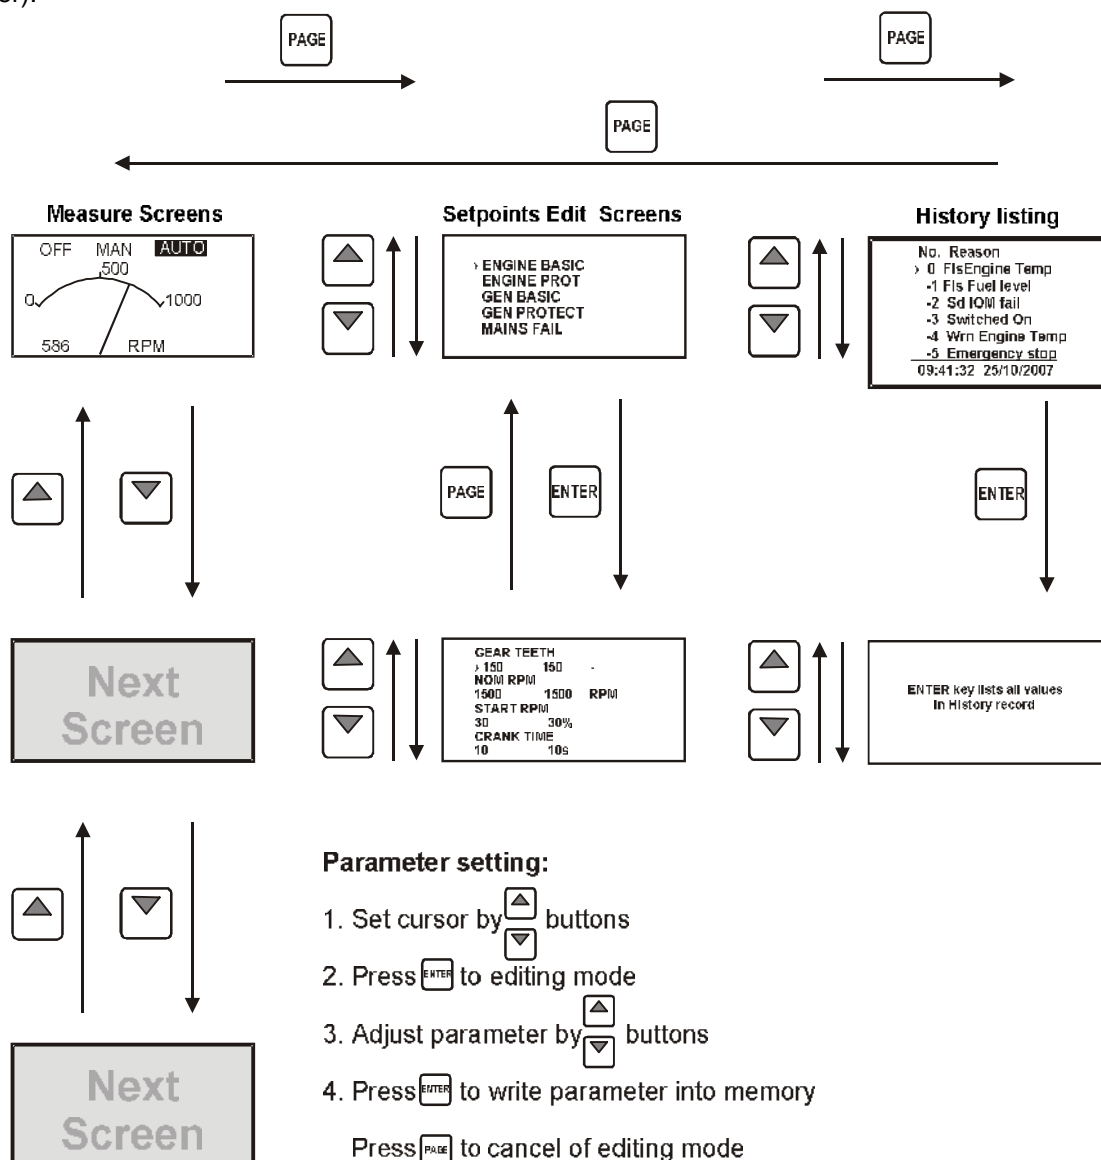 or).
PAGE
PAGE
PAGE
Measure Screens
OFF MAN AUTO
500
0 1000
586 RPM
Setpoints Edit Screens
› ENGINE BASIC
ENGINE PROT
GEN BASIC
GEN PROTECT
MAINS FAIL
History listing
No. Reason
› 0 FlsEngine Temp
-1 Fls Fuel level
-2 Sd IOM fail
-3 Switched On
-4 Wrn Engine Temp
-5 Emergency stop
09:41:32 25/10/2007
PAGE
ENTER
ENTER
Next
Screen
GEAR TEETH
› 150 150 -
NOM RPM
1500 1500 RPM
START RPM
30 30%
CRANK TIME
10 10s
ENTER key lists all values
in History record
Next
Screen
Parameter setting:
1. Set cursor by buttons
2. Press ENTER to editing mode
3. Adjust parameter by buttons
4. Press ENTER to write parameter into memory
Press PAGE to cancel of editing mode